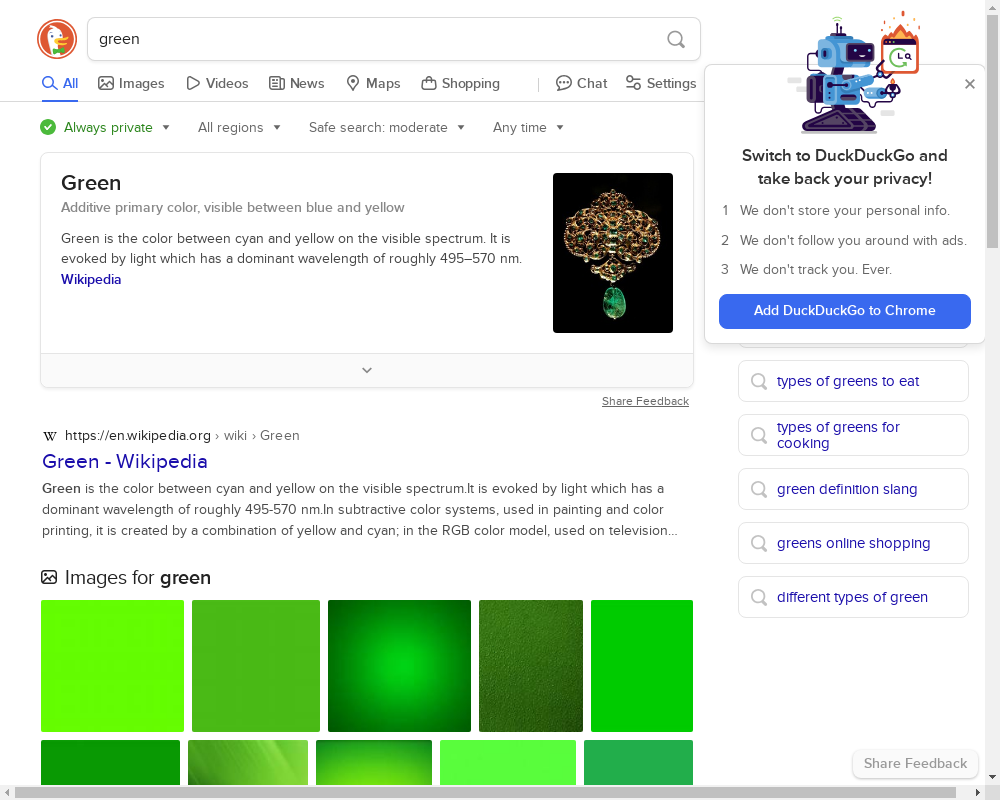 green
All
Images
Videos
News
Maps
Shopping
Chat
Settings
Always private
All regions
Safe search: moderate
Any time
Green
Additive primary color, visible between blue and yellow
Green is the color between cyan and yellow on the visible spectrum. It is
evoked by light which has a dominant wavelength of roughly 495–570 nm.
Wikipedia
Share Feedback
W https://en.wikipedia.org › wiki › Green
Green - Wikipedia
Green is the color between cyan and yellow on the visible spectrum.It is evoked by light which has a
dominant wavelength of roughly 495-570 nm.In subtractive color systems, used in painting and color
printing, it is created by a combination of yellow and cyan; in the RGB color model, used on television...
Images for green
Switch to DuckDuckGo and
take back your privacy!
1 We don't store your personal info.
2 We don't follow you around with ads.
3 We don't track you. Ever.
Add DuckDuckGo to Chrome
types of greens to eat
types of greens for
cooking
green definition slang
greens online shopping
different types of green
Share Feedback